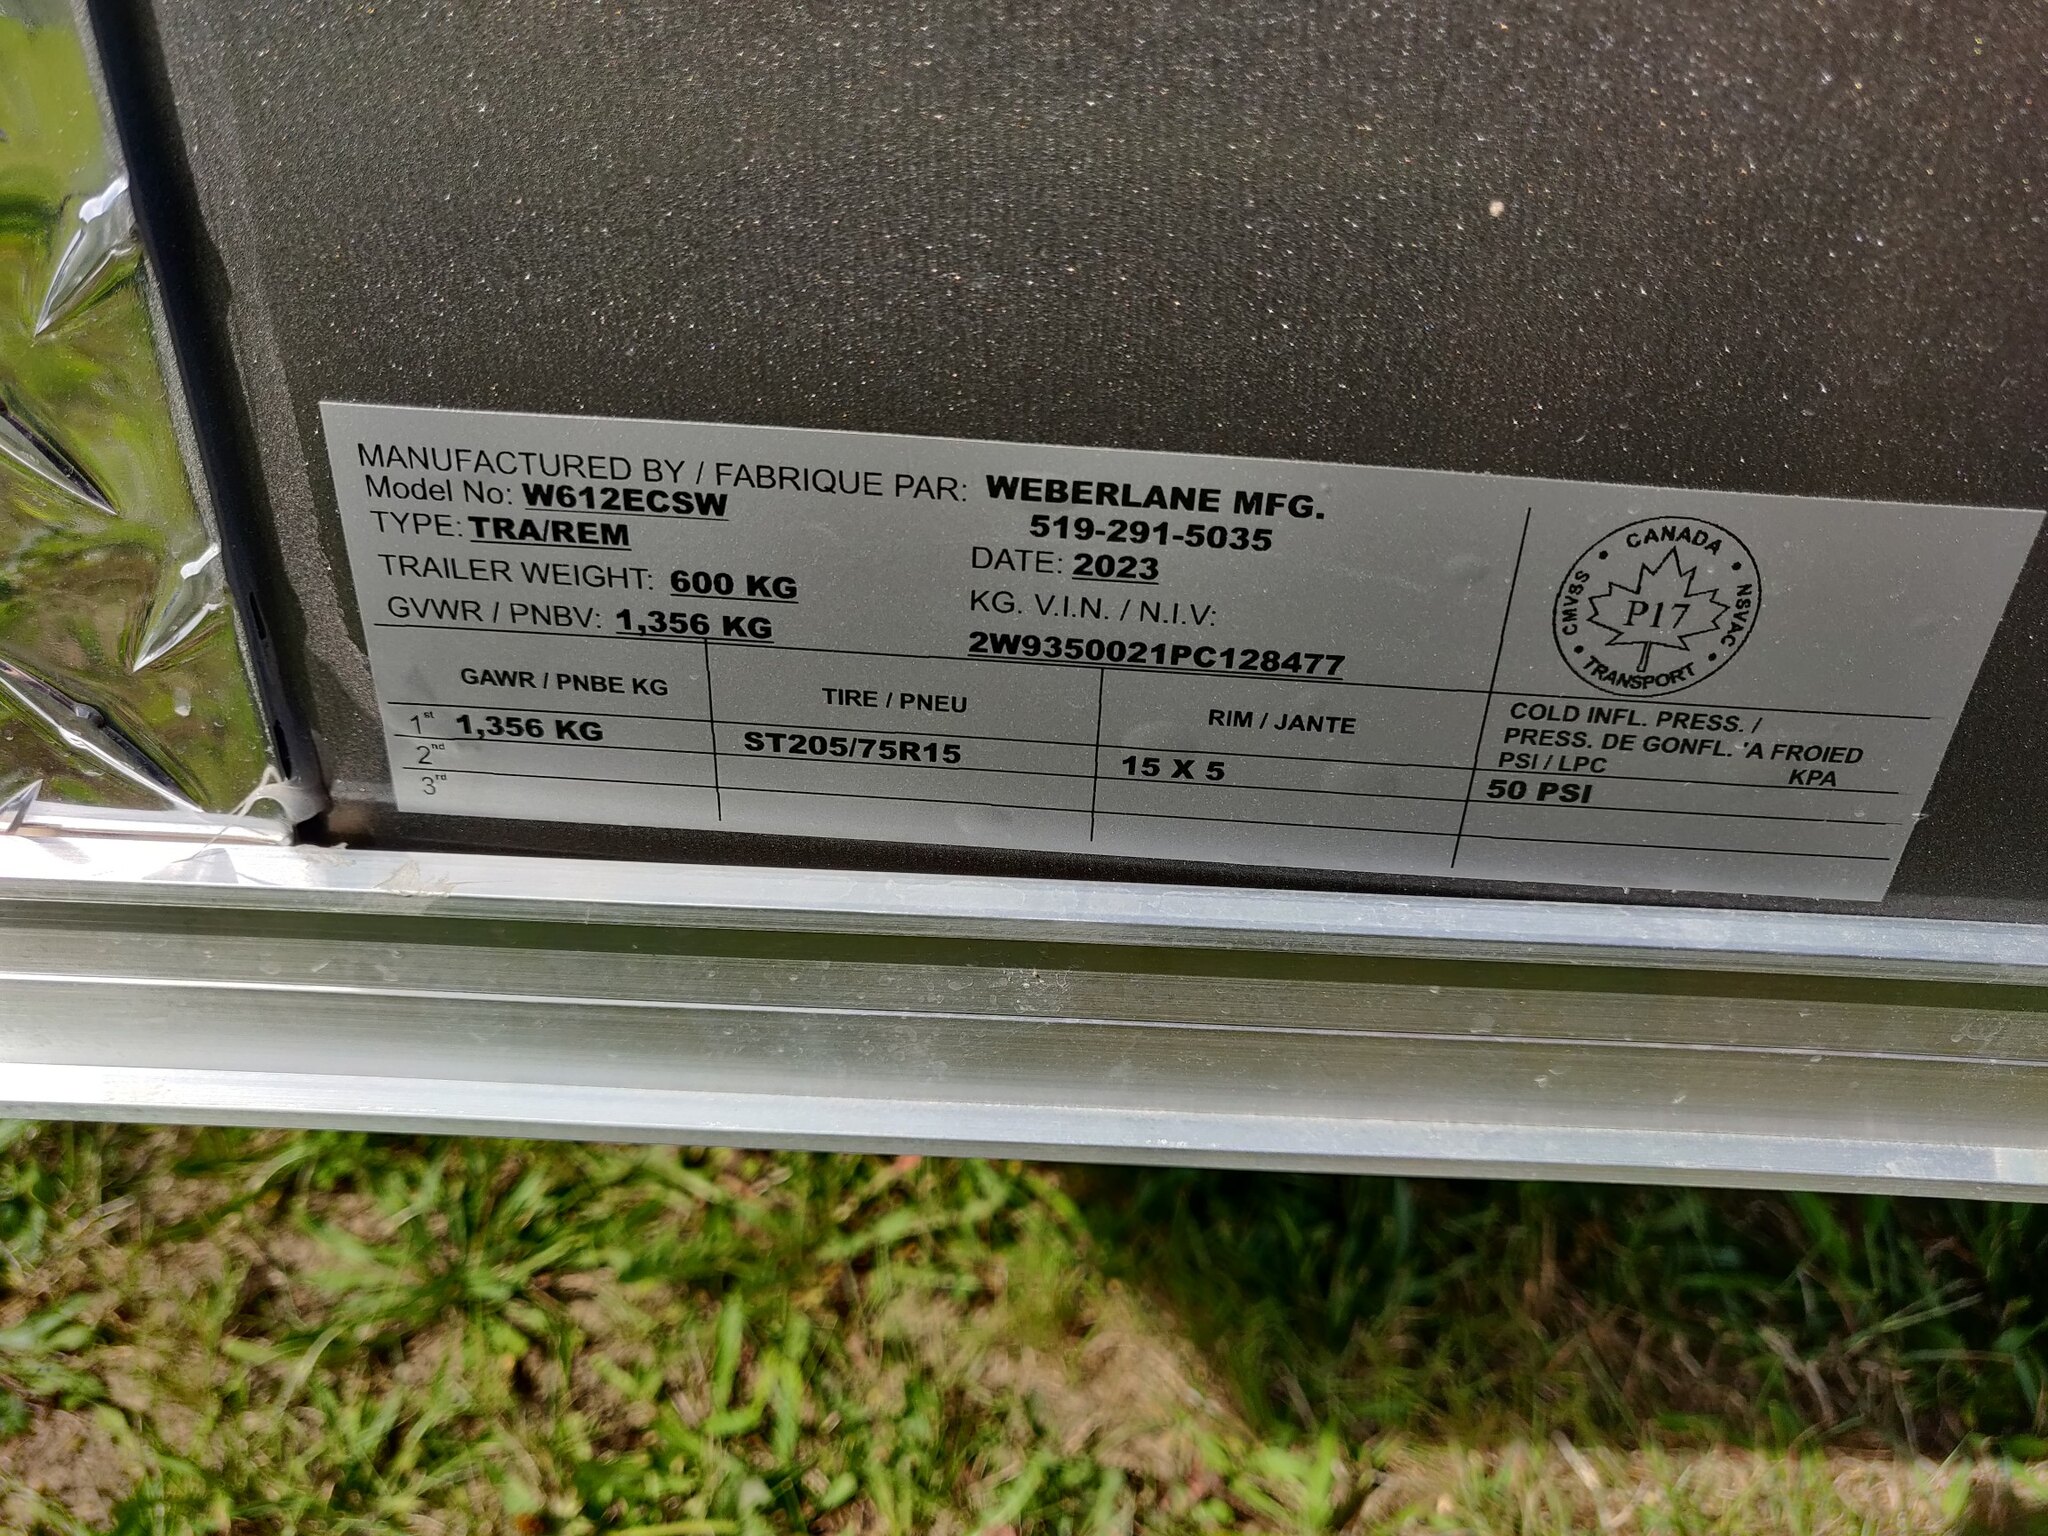 MANUFACTURED BY / FABRIQUE PAR: WEBERLANE MFG.
Model No: W612ECSW
519-291-5035
TYPE: TRA/REM
DATE: 2023
TRAILER WEIGHT: 600 KG
KG. V.I.N. / N.I.V:
GVWR / PNBV: 1,356 KG
2W9350021PC128477
CANADA
CMVSS
NSVAC
P17
TRANSPORT
GAWR / PNBE KG
TIRE / PNEU
RIM / JANTE
COLD INFL. PRESS. /
PRESS. DE GONFL. 'A FROIED
PSI / LPC KPA
1st 1,356 KG ST205/75R15 15 X 5 50 PSI
2nd
3rd